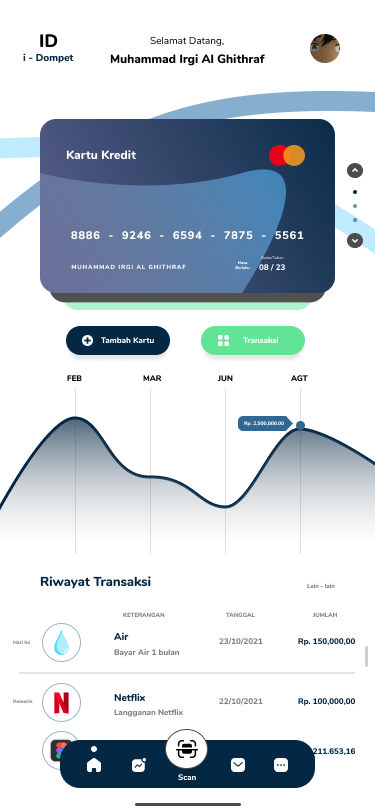 ID
i - Dompet
Selamat Datang,
Muhammad Irgi Al Ghithraf
Kartu Kredit
8886 - 9246 - 6594 - 7875 - 5561
MUHAMMAD IRGI AL GHITHRAF
Masa
Berlaku
Bulan/Tahun
08 / 23
Tambah Kartu
Transaksi
FEB MAR JUN AGT
Rp. 2,500,000.00
Riwayat Transaksi
Lain - lain
KETERANGAN TANGGAL JUMLAH
Hari Ini
Air
Bayar Air 1 bulan
23/10/2021
Rp. 150,000,00
Kemarin
N
Netflix
Langganan Netflix
22/10/2021
Rp. 100,000,00
211.653,16
Scan